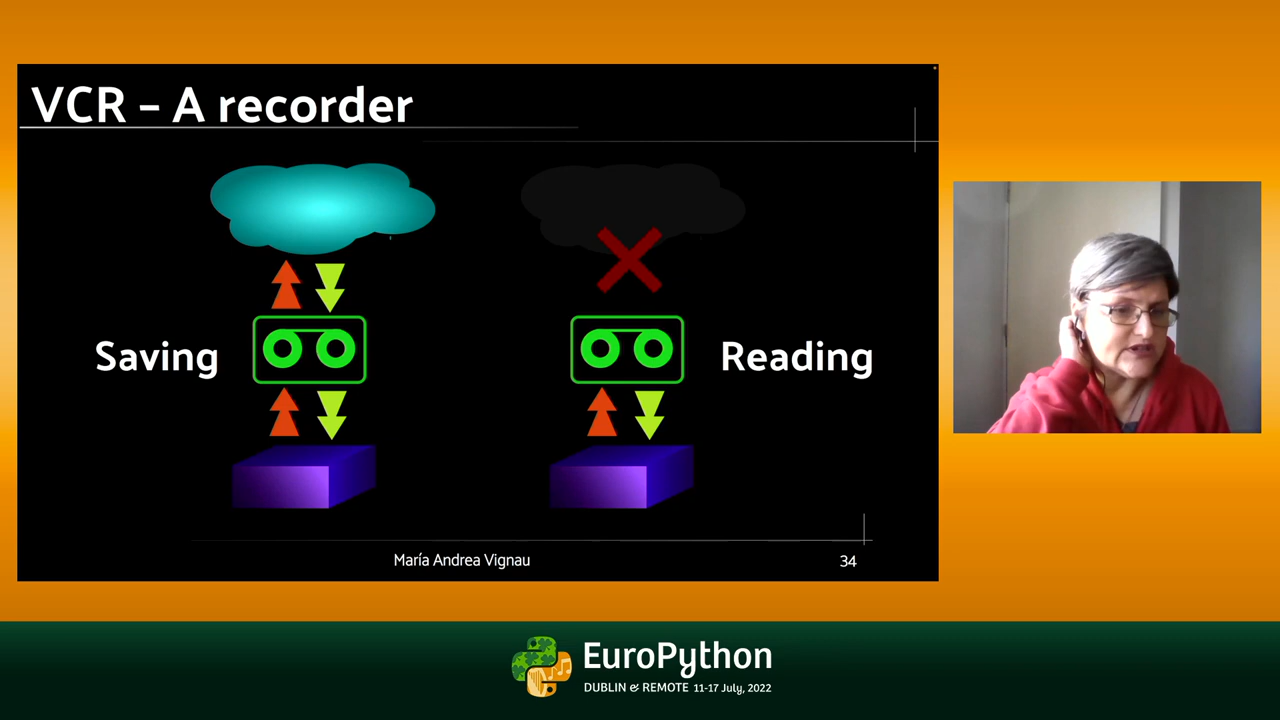 VCR – A recorder
Saving
Reading
María Andrea Vignau
34
EuroPython
DUBLIN & REMOTE 11-17 July, 2022